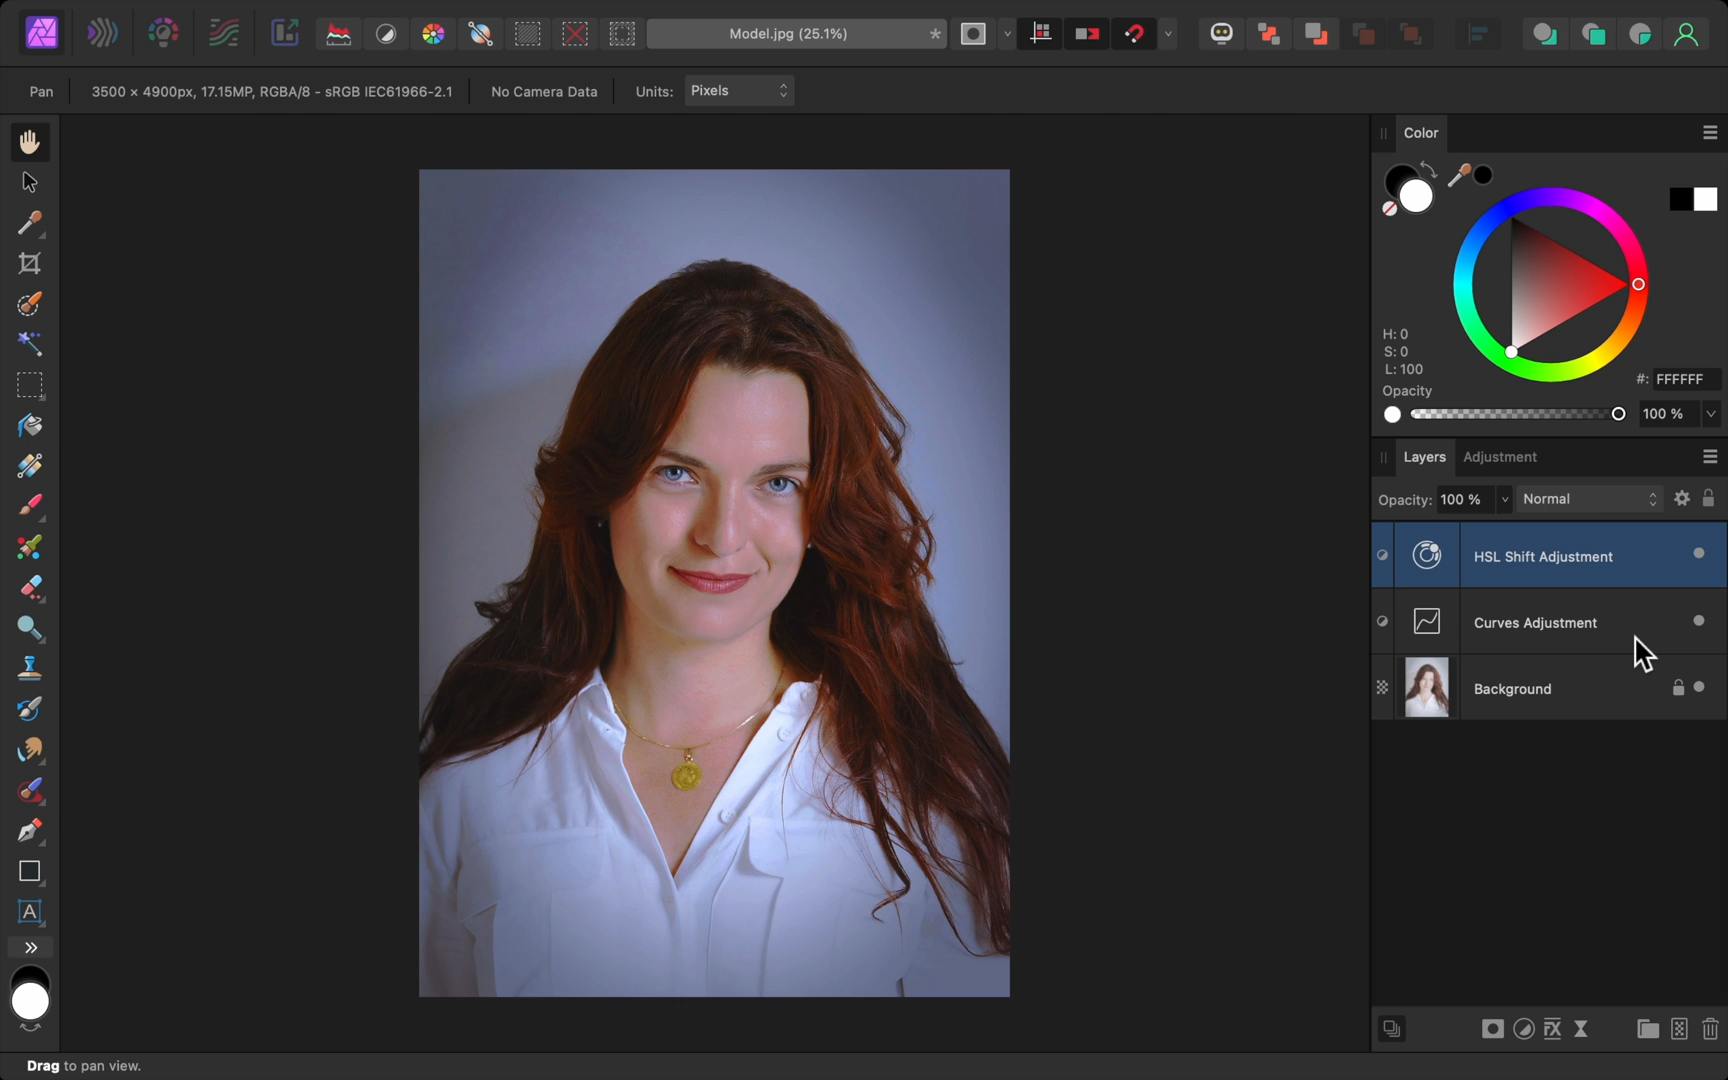 Model.jpg (25.1%)
*
Pan
3500 × 4900px, 17.15MP, RGBA/8 - sRGB IEC61966-2.1
No Camera Data
Units:
Pixels
Color
H: 0
S: 0
L: 100
#:
FFFFFF
Opacity
100 %
Layers
Adjustment
Opacity:
100 %
Normal
HSL Shift Adjustment
Curves Adjustment
Background
A
FX
Drag to pan view.